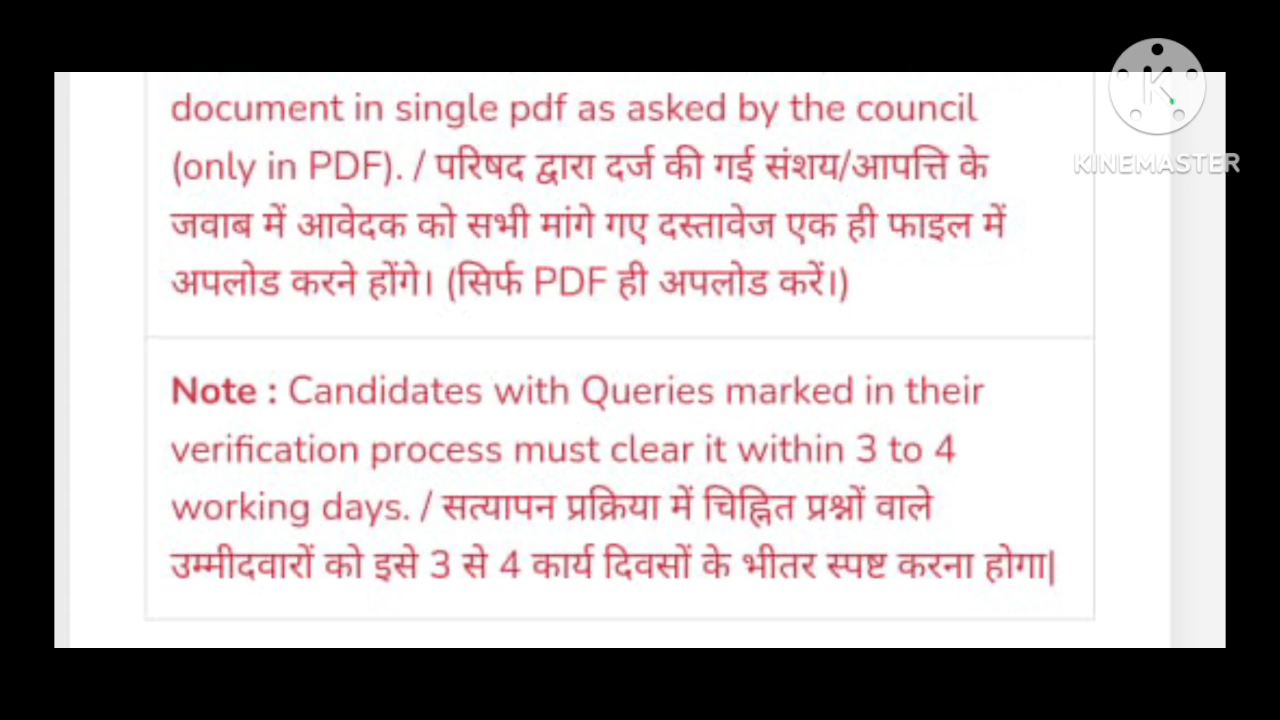 document in single pdf as asked by the council
(only in PDF). / परिषद द्वारा दर्ज की गई संशय/आपत्ति के
जवाब में आवेदक को सभी मांगे गए दस्तावेज एक ही फाइल में
अपलोड करने होंगे। (सिर्फ PDF ही अपलोड करें।)
Note : Candidates with Queries marked in their
verification process must clear it within 3 to 4
working days. / सत्यापन प्रक्रिया में चिह्नित प्रश्नों वाले
उम्मीदवारों को इसे 3 से 4 कार्य दिवसों के भीतर स्पष्ट करना होगा|
K
KINEMASTER